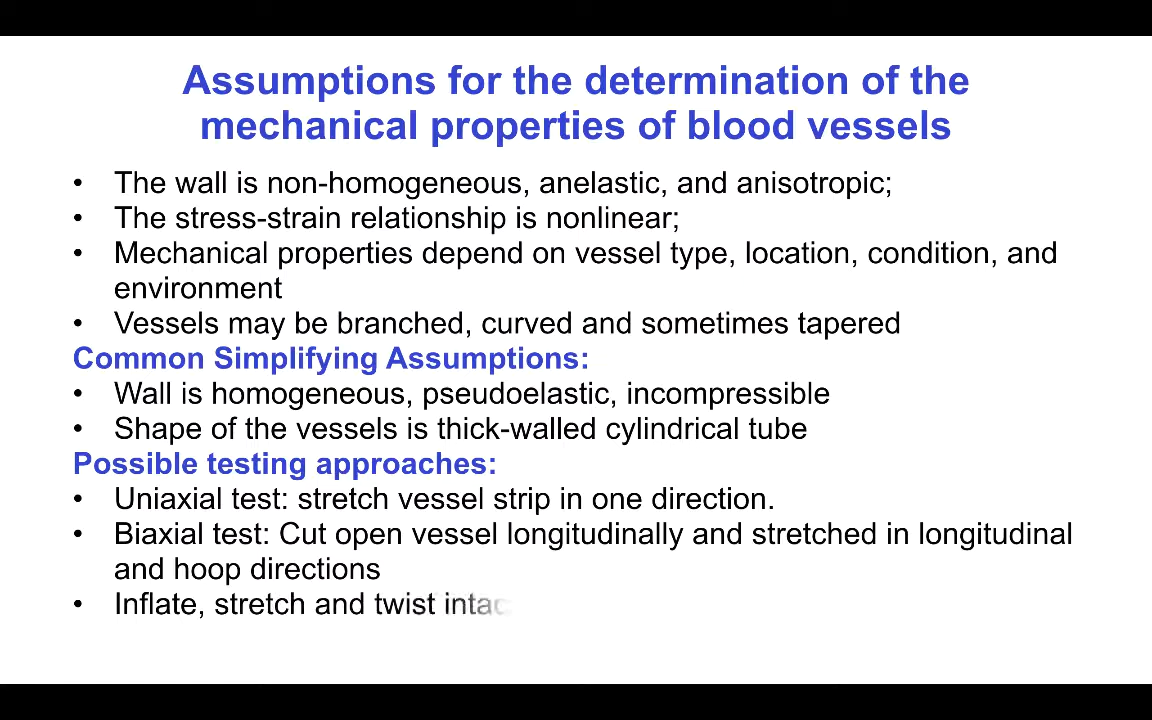 Assumptions for the determination of the
mechanical properties of blood vessels
• The wall is non-homogeneous, anelastic, and anisotropic;
• The stress-strain relationship is nonlinear;
• Mechanical properties depend on vessel type, location, condition, and
environment
• Vessels may be branched, curved and sometimes tapered
Common Simplifying Assumptions:
• Wall is homogeneous, pseudoelastic, incompressible
• Shape of the vessels is thick-walled cylindrical tube
Possible testing approaches:
• Uniaxial test: stretch vessel strip in one direction.
• Biaxial test: Cut open vessel longitudinally and stretched in longitudinal
and hoop directions
• Inflate, stretch and twist